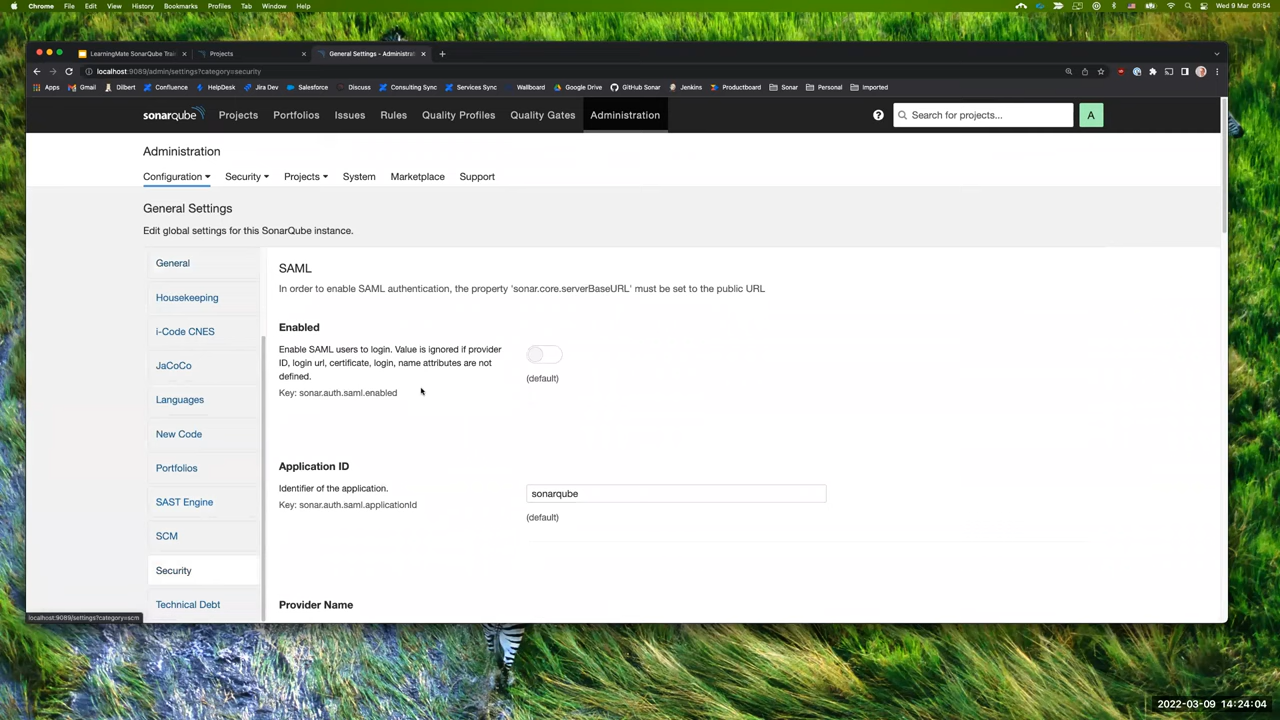 Chrome File Edit View History Bookmarks Profiles Tab Window Help
Wed 9 Mar 09:54
LearningMate SonarQube Train
Projects
General Settings - Administrat
localhost:9089/admin/settings?category=security
Apps Gmail Dilbert Confluence HelpDesk Jira Dev Salesforce Discuss Consulting Sync Services Sync Wallboard Google Drive GitHub Sonar Jenkins Productboard Sonar Personal Imported
sonarqube Projects Portfolios Issues Rules Quality Profiles Quality Gates Administration
Search for projects...
A
Administration
Configuration Security Projects System Marketplace Support
General Settings
Edit global settings for this SonarQube instance.
General
Housekeeping
i-Code CNES
JaCoCo
Languages
New Code
Portfolios
SAST Engine
SCM
Security
Technical Debt
SAML
In order to enable SAML authentication, the property 'sonar.core.serverBaseURL' must be set to the public URL
Enabled
Enable SAML users to login. Value is ignored if provider
ID, login url, certificate, login, name attributes are not
defined.
Key: sonar.auth.saml.enabled
(default)
Application ID
Identifier of the application.
Key: sonar.auth.saml.applicationId
sonarqube
(default)
Provider Name
localhost:9089/settings?category=scm
2022-03-09 14:24:04